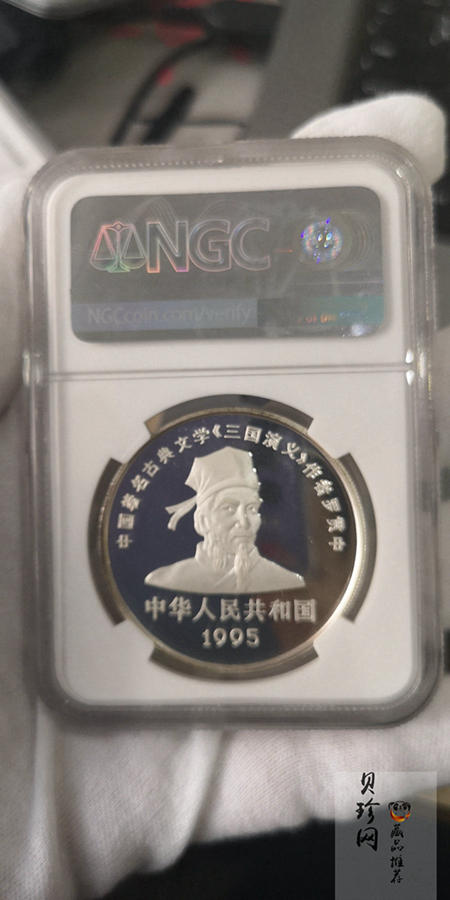 NGC
NGCcoin.com/verify
中国著名古典文学《三国演义》作者罗贯中
中华人民共和国
1995
贝珍网
藏品推荐